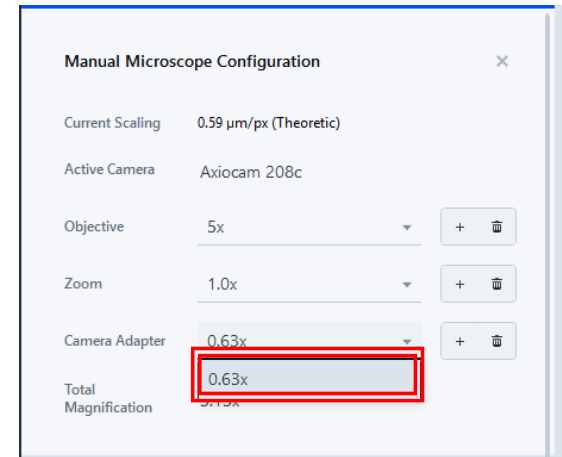 Manual Microscope Configuration
Current Scaling 0.59 µm/px (Theoretic)
Active Camera Axiocam 208c
Objective 5x
Zoom 1.0x
Camera Adapter 0.63x
0.63x
Total
Magnification